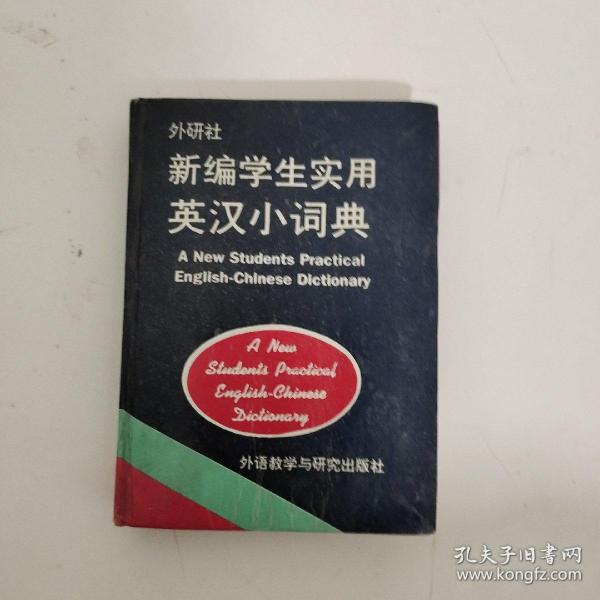 外研社
新编学生实用
英汉小词典
A New Students Practical
English-Chinese Dictionary
A New
Students Practical
English-Chinese
Dictionary
外语教学与研究出版社
孔夫子旧書网
www.kongfz.com